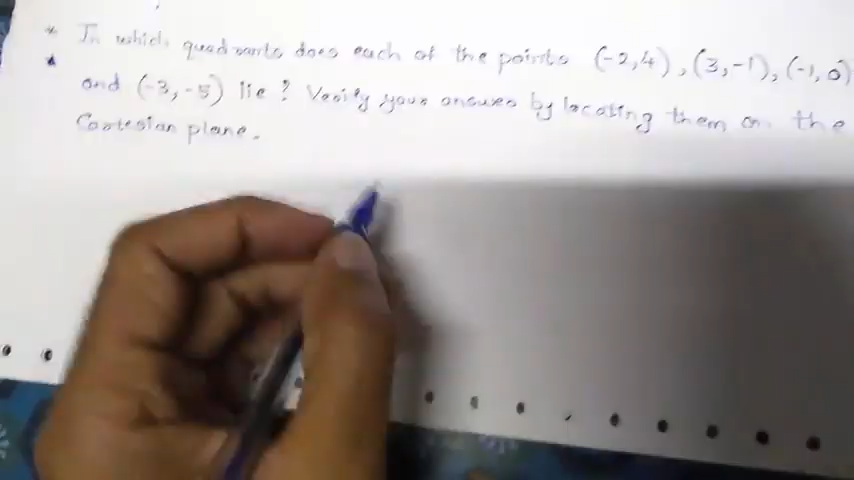 * In which quadrants does each of the points (-2,4), (3,-1), (-1, 0)
and (-3,-5) lie? Verify your answer by locating them on the
Cartesian plane.